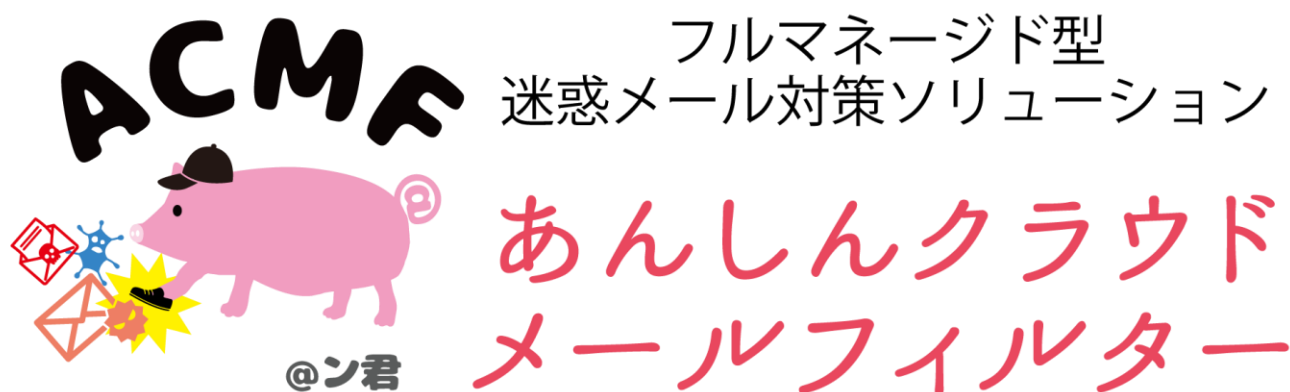 ACMF
フルマネージド型
迷惑メール対策ソリューション
あんしんクラウド
メールフィルター
@
@ン君